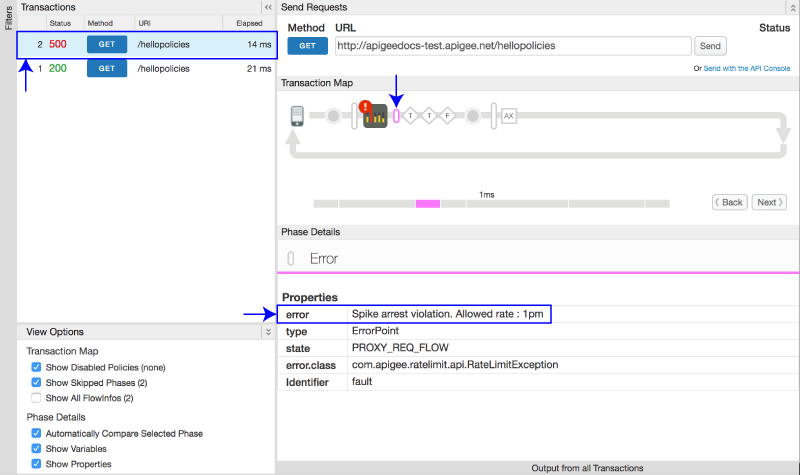 Filters
Transactions
Status Method URI Elapsed
2 500 GET /hellopolicies 14 ms
1 200 GET /hellopolicies 21 ms
View Options
Transaction Map
Show Disabled Policies (none)
Show Skipped Phases (2)
Show All FlowInfos (2)
Phase Details
Automatically Compare Selected Phase
Show Variables
Show Properties
Send Requests
Method URL Status
GET http://apigeedocs-test.apigee.net/hellopolicies Send
Or Send with the API Console
Transaction Map
! T T F AX
1ms
Back Next
Phase Details
Error
Properties
error Spike arrest violation. Allowed rate : 1pm
type ErrorPoint
state PROXY_REQ_FLOW
error.class com.apigee.ratelimit.api.RateLimitException
Identifier fault
Output from all Transactions